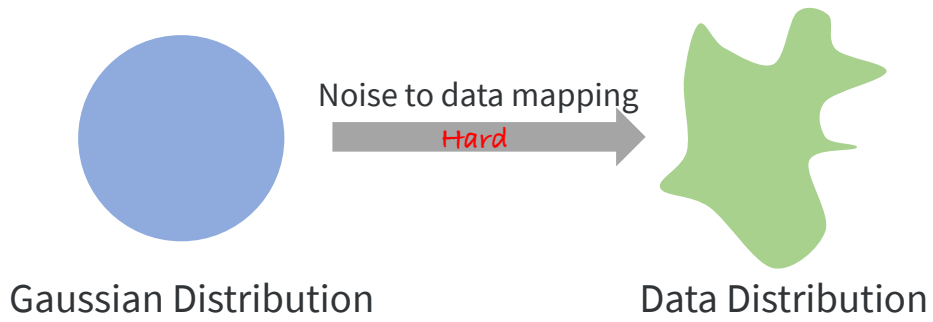 Noise to data mapping
Hard
Gaussian Distribution
Data Distribution